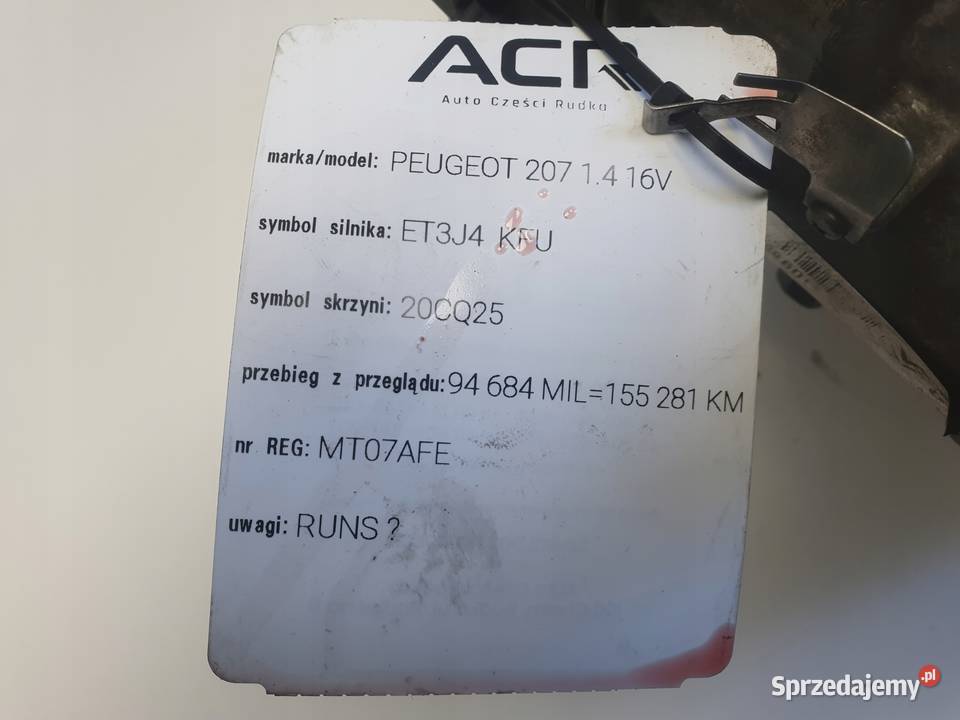 ACR
Auto Części Rudka
marka/model: PEUGEOT 207 1.4 16V
symbol silnika: ET3J4 KFU
symbol skrzyni: 20CQ25
przebieg z przeglądu: 94 684 MIL=155 281 KM
nr REG: MT07AFE
uwagi: RUNS ?
Sprzedajemy.pl